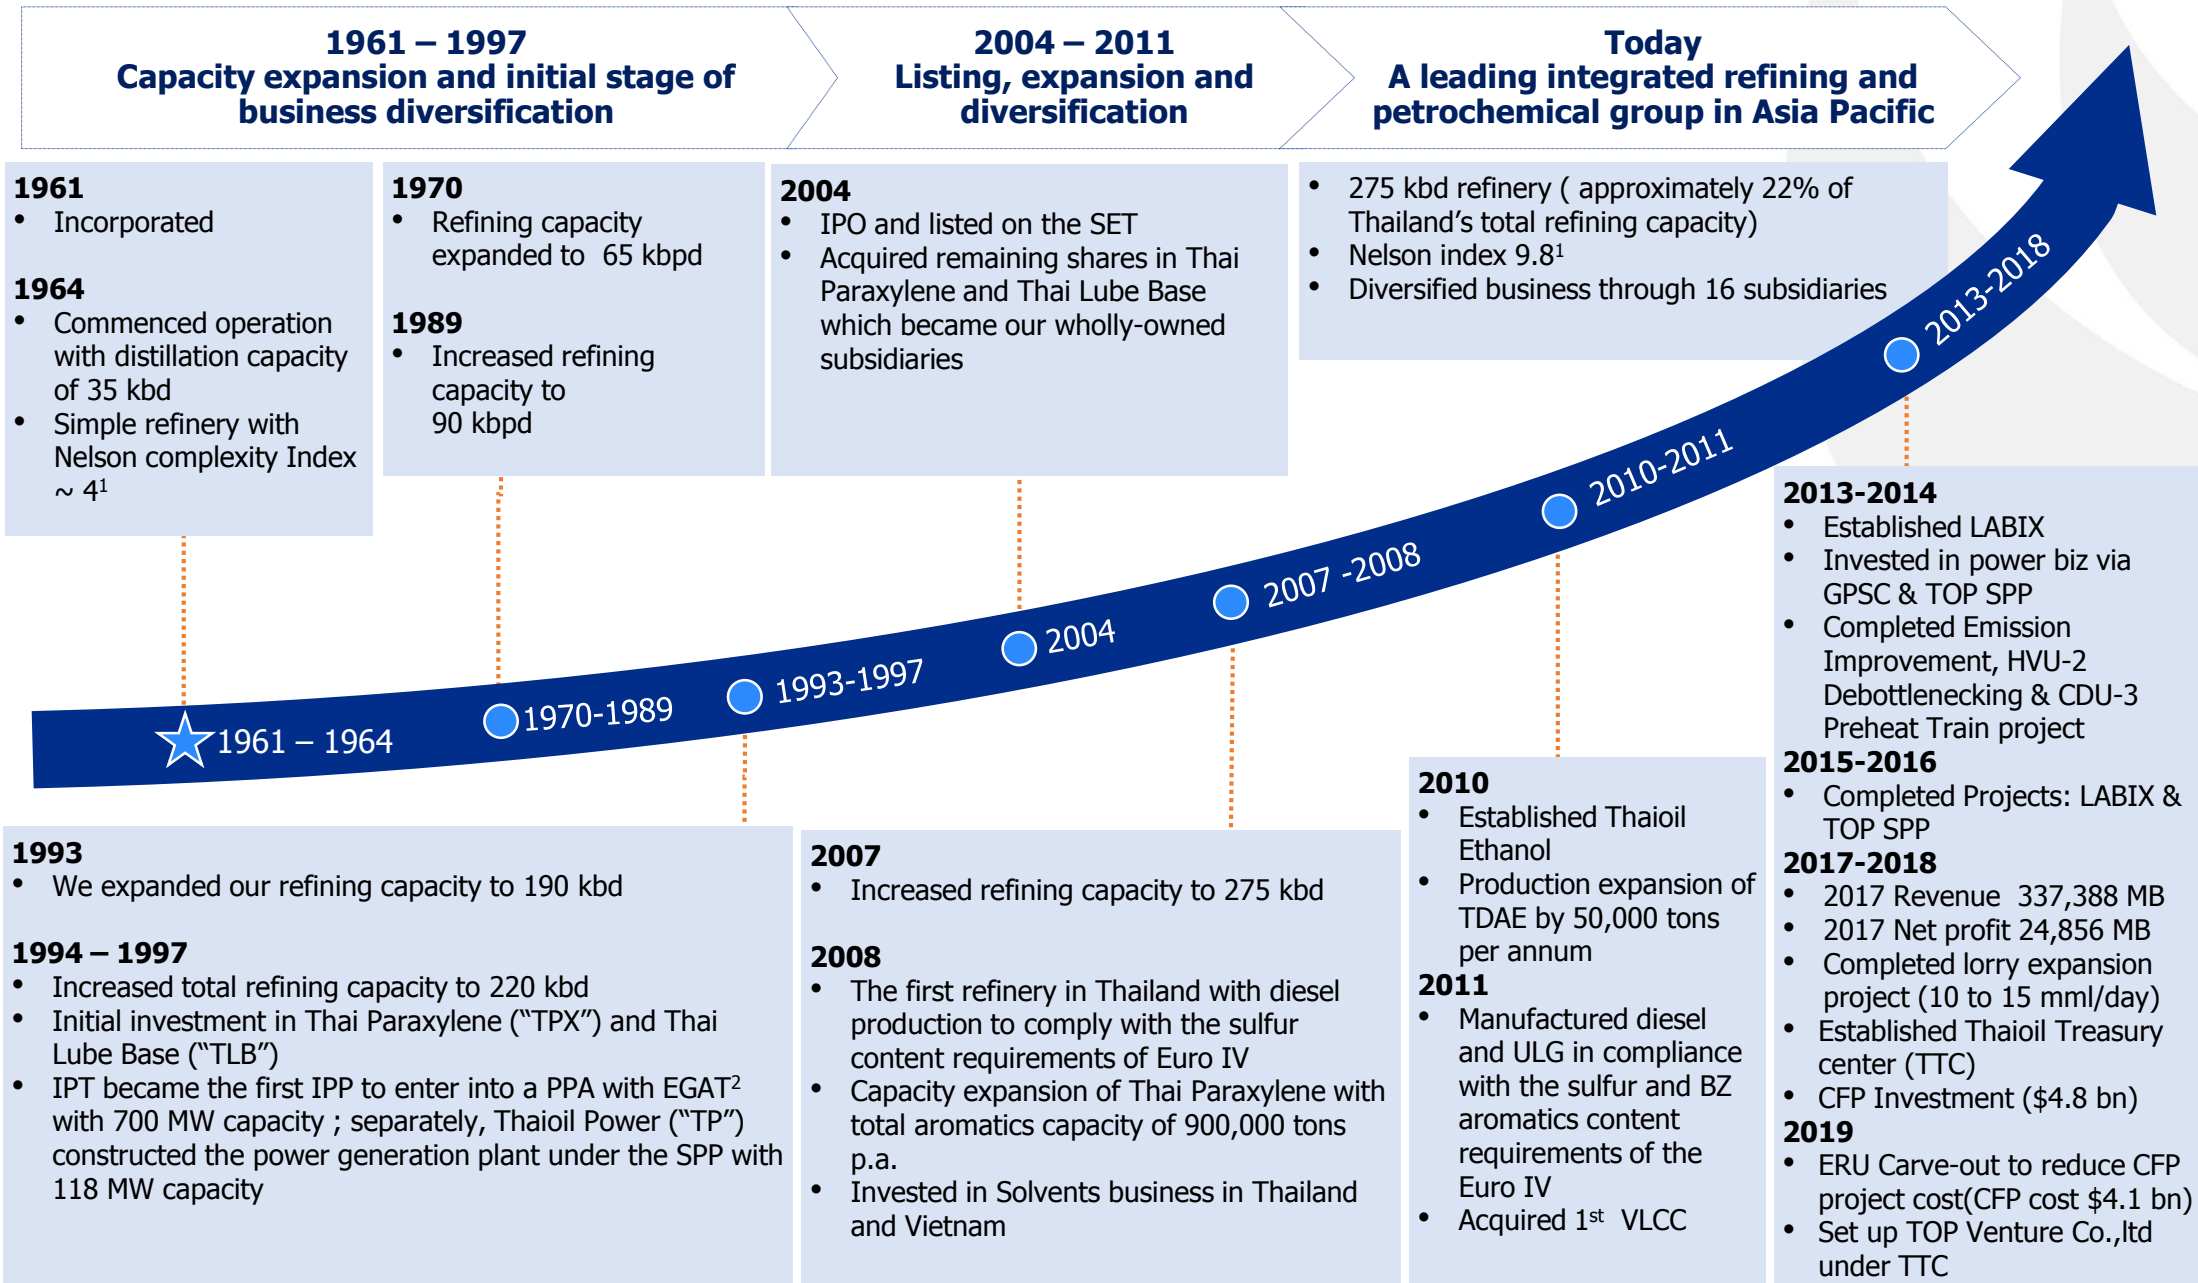 1961 – 1997
Capacity expansion and initial stage of
business diversification
2004 – 2011
Listing, expansion and
diversification
Today
A leading integrated refining and
petrochemical group in Asia Pacific
1961
• Incorporated
1964
• Commenced operation
with distillation capacity
of 35 kbd
• Simple refinery with
Nelson complexity Index
~ 4¹
1970
• Refining capacity
expanded to 65 kbpd
1989
• Increased refining
capacity to
90 kbpd
2004
• IPO and listed on the SET
• Acquired remaining shares in Thai
Paraxylene and Thai Lube Base
which became our wholly-owned
subsidiaries
• 275 kbd refinery ( approximately 22% of
Thailand’s total refining capacity)
• Nelson index 9.8¹
• Diversified business through 16 subsidiaries
1961 – 1964
1970-1989
1993-1997
2004
2007 -2008
2010-2011
2013-2018
1993
• We expanded our refining capacity to 190 kbd
1994 – 1997
• Increased total refining capacity to 220 kbd
• Initial investment in Thai Paraxylene (“TPX”) and Thai
Lube Base (“TLB”)
• IPT became the first IPP to enter into a PPA with EGAT²
with 700 MW capacity ; separately, Thaioil Power (“TP”)
constructed the power generation plant under the SPP with
118 MW capacity
2007
• Increased refining capacity to 275 kbd
2008
• The first refinery in Thailand with diesel
production to comply with the sulfur
content requirements of Euro IV
• Capacity expansion of Thai Paraxylene with
total aromatics capacity of 900,000 tons
p.a.
• Invested in Solvents business in Thailand
and Vietnam
2010
• Established Thaioil
Ethanol
• Production expansion of
TDAE by 50,000 tons
per annum
2011
• Manufactured diesel
and ULG in compliance
with the sulfur and BZ
aromatics content
requirements of the
Euro IV
• Acquired 1st VLCC
2013-2014
• Established LABIX
• Invested in power biz via
GPSC & TOP SPP
• Completed Emission
Improvement, HVU-2
Debottlenecking & CDU-3
Preheat Train project
2015-2016
• Completed Projects: LABIX &
TOP SPP
2017-2018
• 2017 Revenue 337,388 MB
• 2017 Net profit 24,856 MB
• Completed lorry expansion
project (10 to 15 mml/day)
• Established Thaioil Treasury
center (TTC)
• CFP Investment ($4.8 bn)
2019
• ERU Carve-out to reduce CFP
project cost(CFP cost $4.1 bn)
• Set up TOP Venture Co.,ltd
under TTC